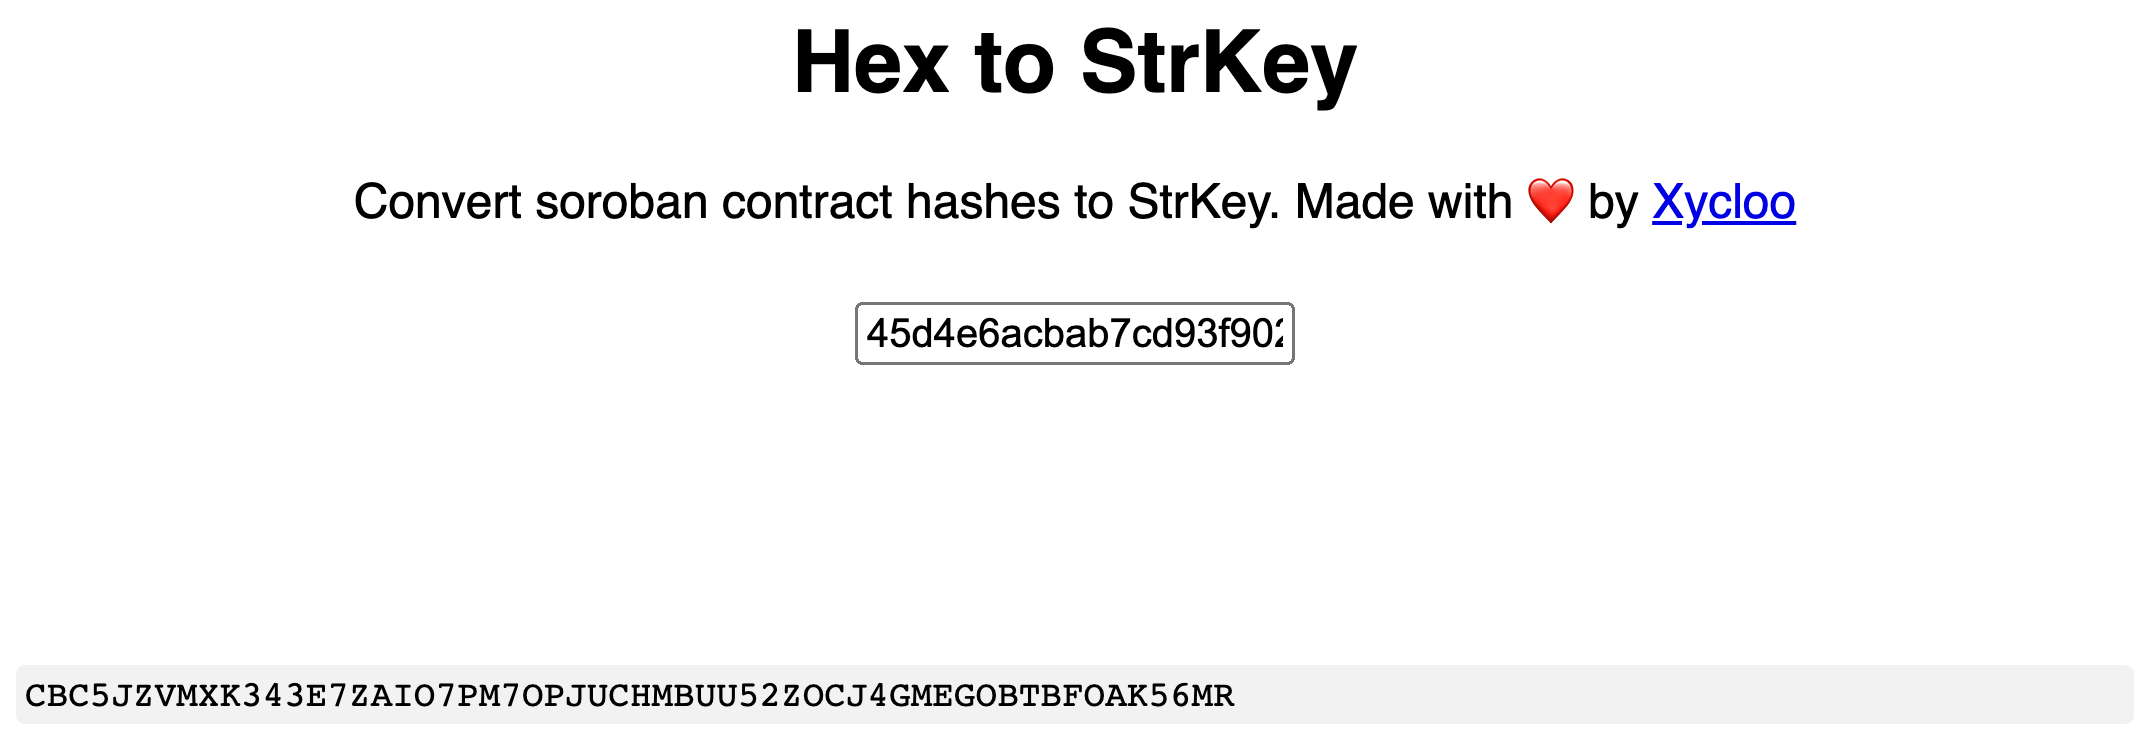 Hex to StrKey
Convert soroban contract hashes to StrKey. Made with ❤️ by Xycloo
45d4e6acbab7cd93f902
CBC5JZVMXK343E7ZAIO7PM7OPJUCHMBUU52ZOCJ4GMEGOBTBFOAK56MR